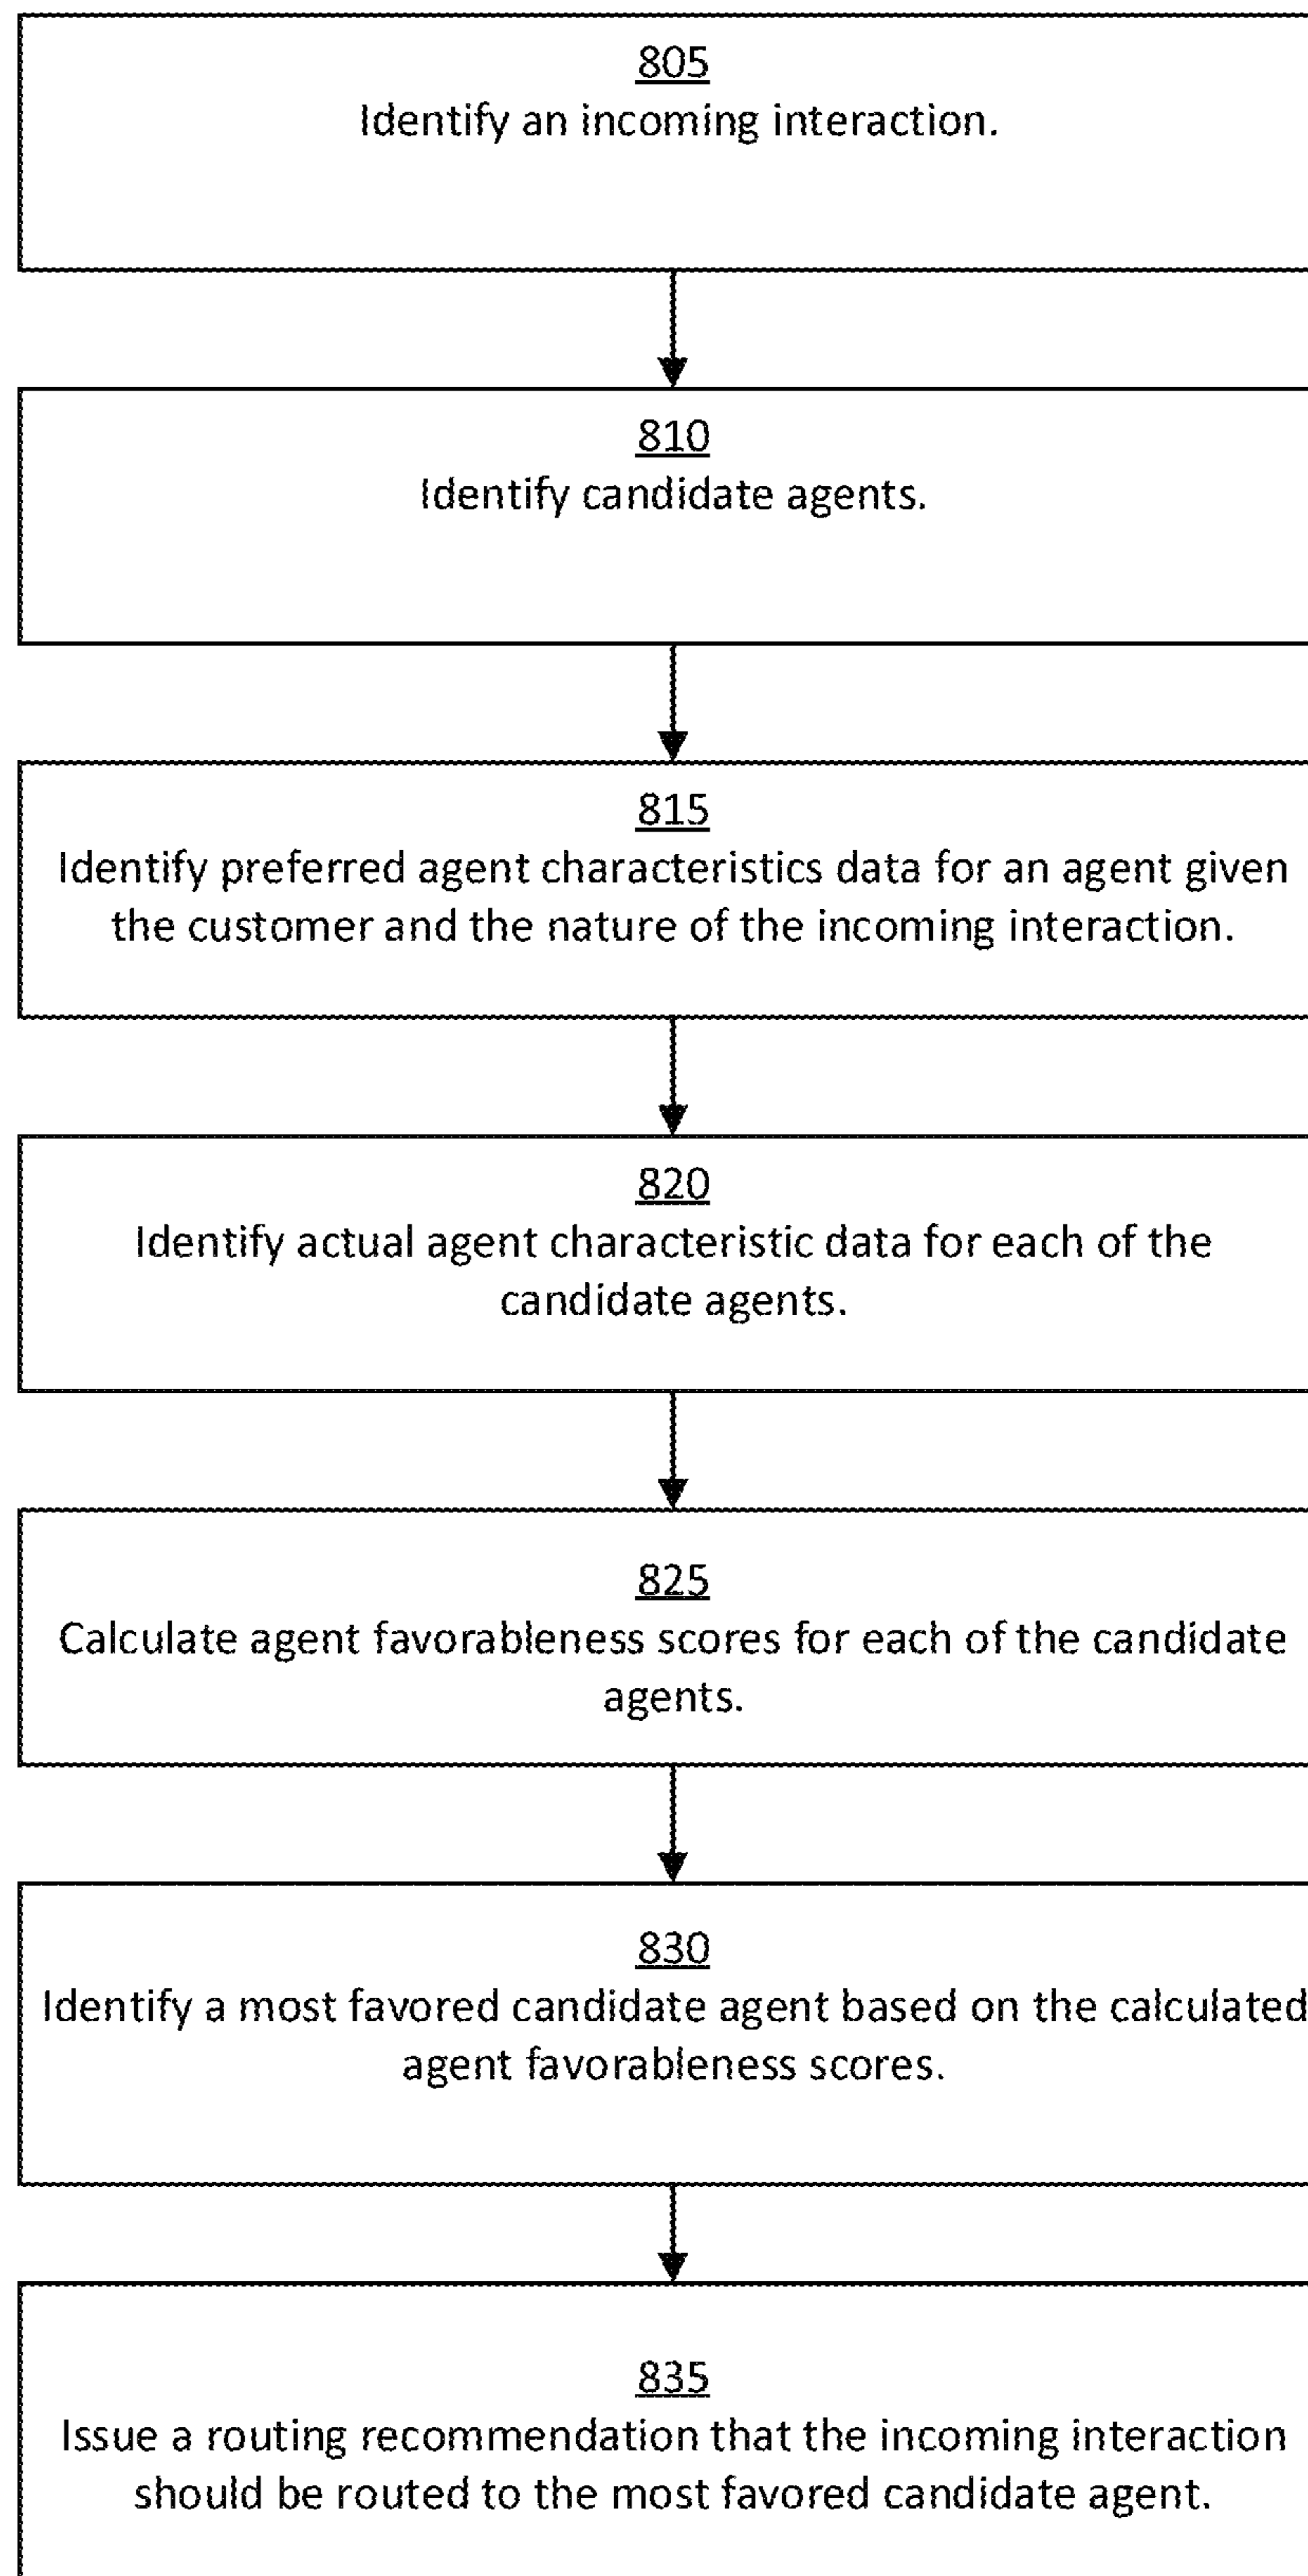 805
Identify an incoming interaction.
810
Identify candidate agents.
815
Identify preferred agent characteristics data for an agent given
the customer and the nature of the incoming interaction.
820
Identify actual agent characteristic data for each of the
candidate agents.
825
Calculate agent favorableness scores for each of the candidate
agents.
830
Identify a most favored candidate agent based on the calculated
agent favorableness scores.
835
Issue a routing recommendation that the incoming interaction
should be routed to the most favored candidate agent.